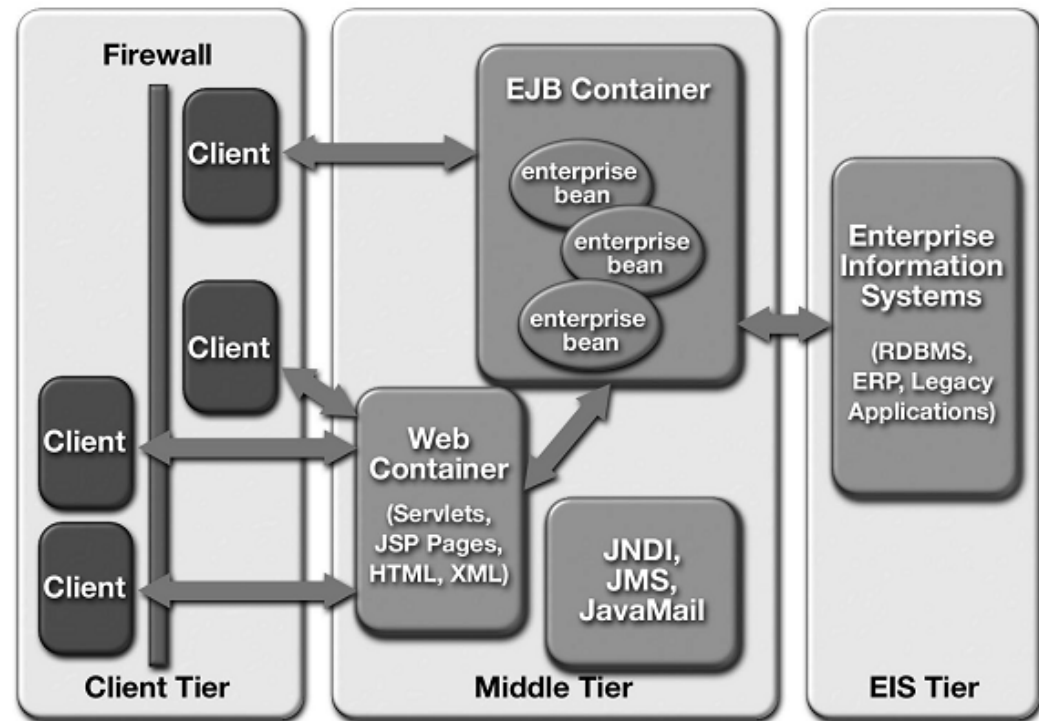 Firewall
Client
Client
Client
Client
Client Tier
EJB Container
enterprise
bean
enterprise
bean
enterprise
bean
Web
Container
(Servlets,
JSP Pages,
HTML, XML)
JNDI,
JMS,
JavaMail
Middle Tier
Enterprise
Information
Systems
(RDBMS,
ERP, Legacy
Applications)
EIS Tier